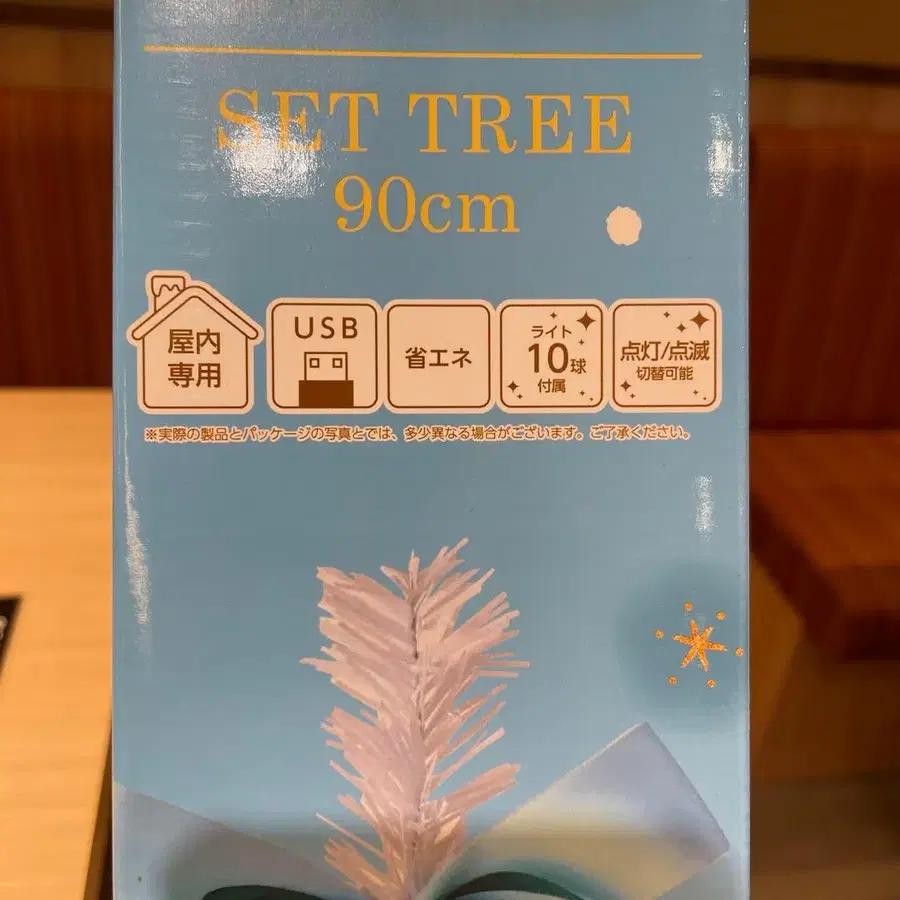 SET TREE
90cm
屋内
専用
USB
省エネ
ライト
10球
付属
点灯/点滅
切替可能
※実際の製品とパッケージの写真とでは、多少異なる場合がございます。ご了承ください。